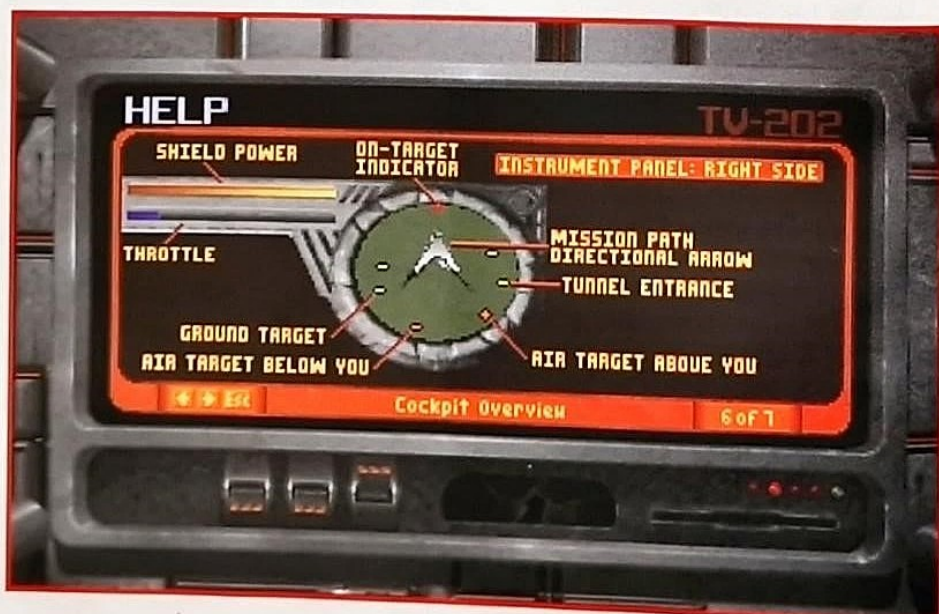 HELP
TV-202
SHIELD POWER
ON-TARGET
INDICATOR
INSTRUMENT PANEL: RIGHT SIDE
THROTTLE
MISSION PATH
DIRECTIONAL ARROW
TUNNEL ENTRANCE
GROUND TARGET
AIR TARGET BELOW YOU
AIR TARGET ABOVE YOU
Esc
Cockpit Overview
6 of 7